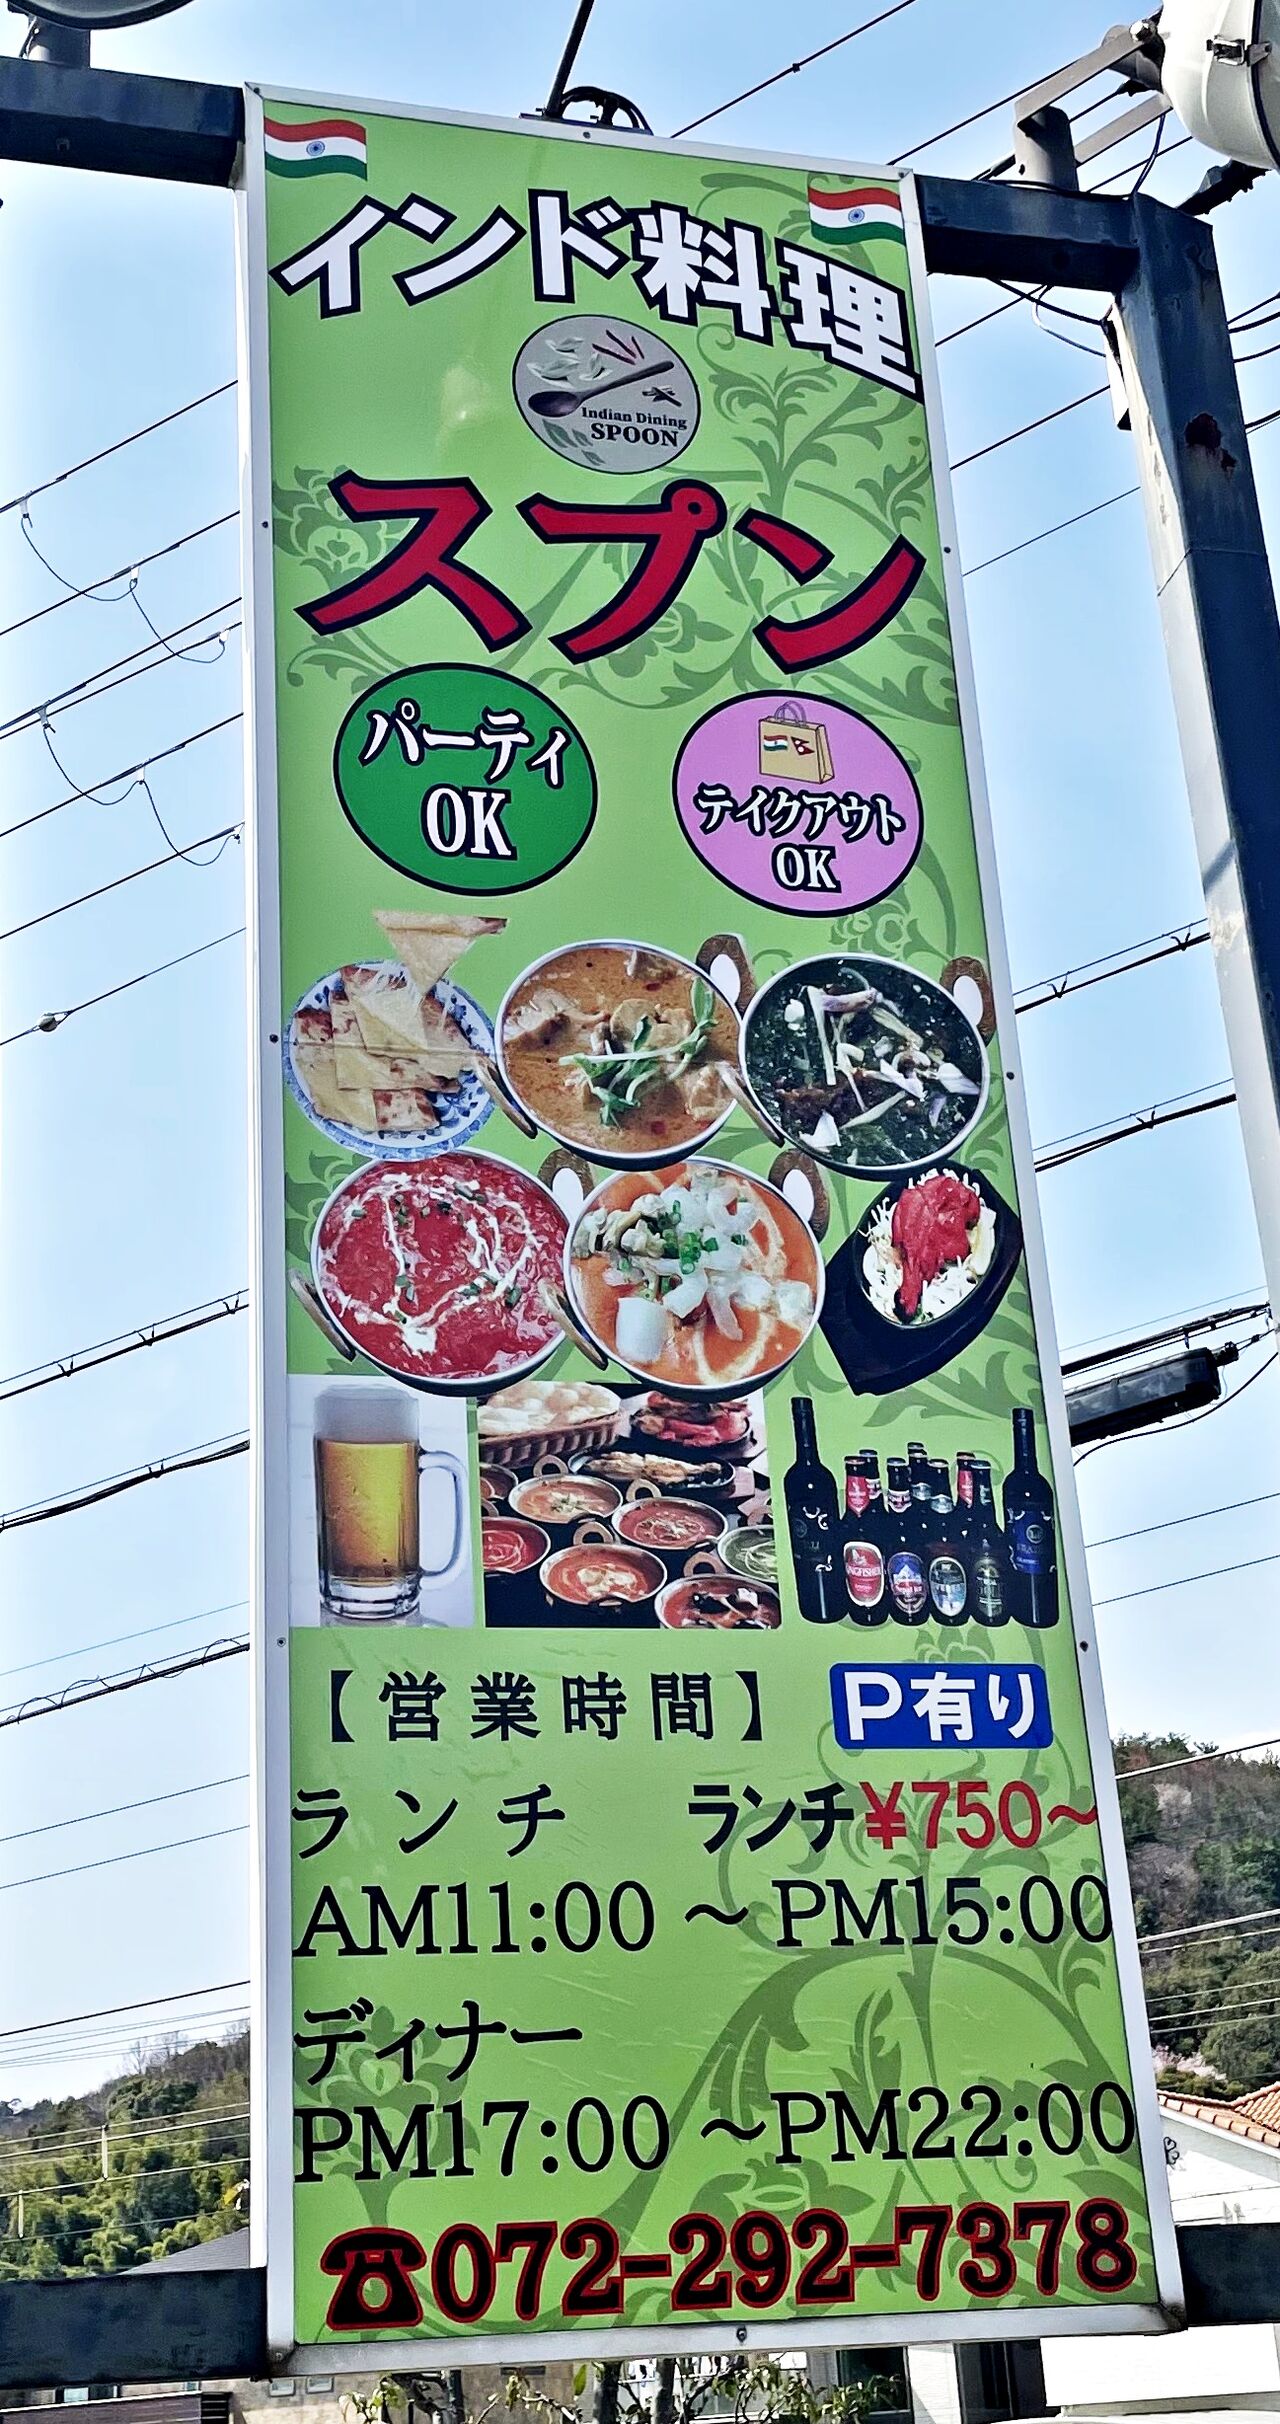 インド料理
Indian Dining
SPOON
スプン
パーティ
OK
テイクアウト
OK
KINGFISHER
【営業時間】
P有り
ランチ
ランチ¥750〜
AM11:00 〜 PM15:00
ディナー
PM17:00 〜PM22:00
☎072-292-7378